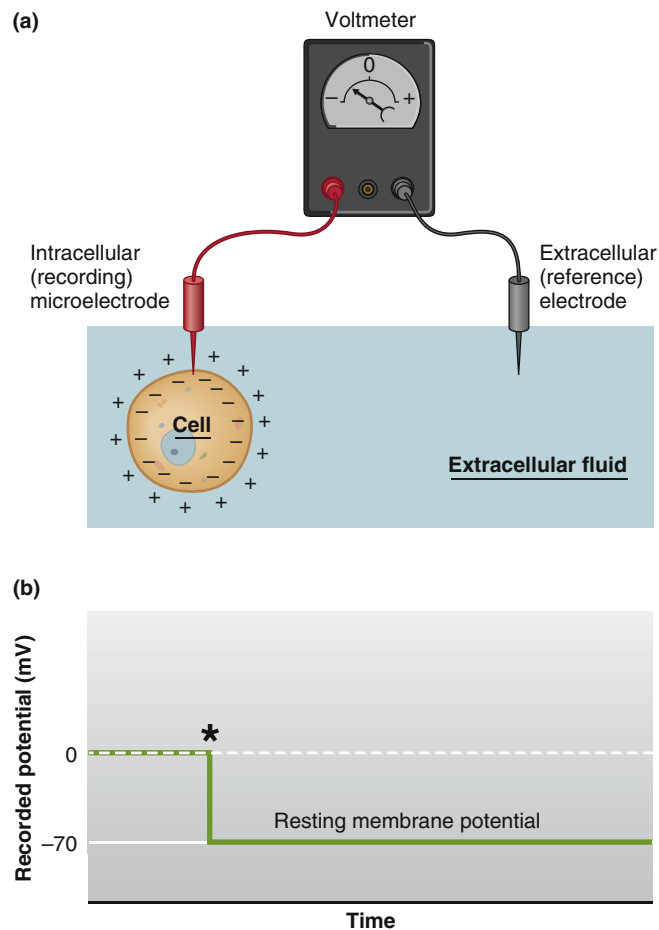 (a)
Voltmeter
0
– +
Intracellular
(recording)
microelectrode
Extracellular
(reference)
electrode
+ + + + + + + + + + + + + + + + + +
– – – – – – – – – – – – – –
Cell
Extracellular fluid
(b)
Recorded potential (mV)
*
0
Resting membrane potential
–70
Time